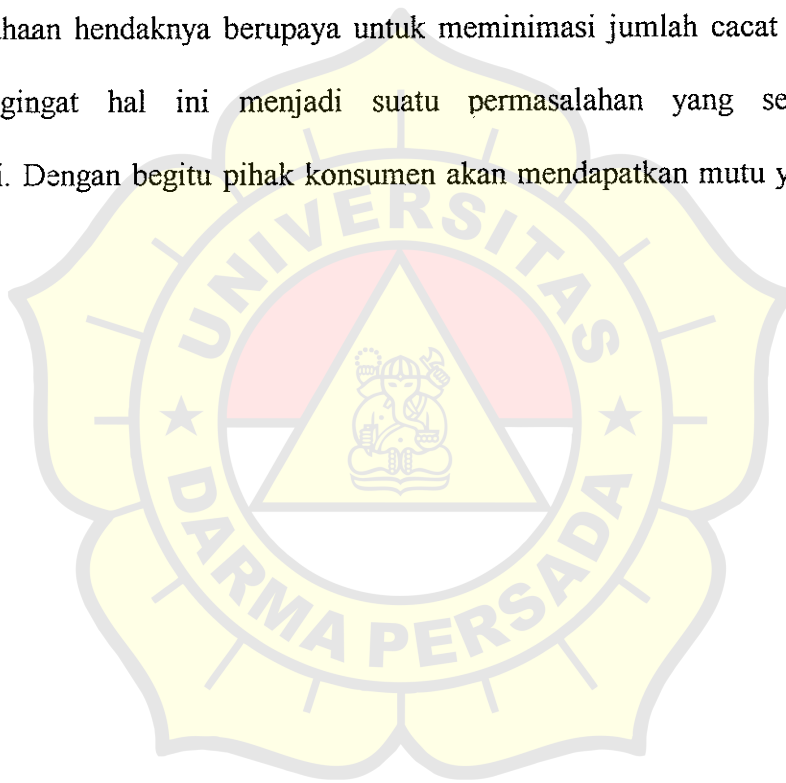 haan hendaknya berupaya untuk meminimasi jumlah cacat
gingat hal ini menjadi suatu permasalahan yang se
i. Dengan begitu pihak konsumen akan mendapatkan mutu y
UNIVERSITAS
DARMA PERSADA